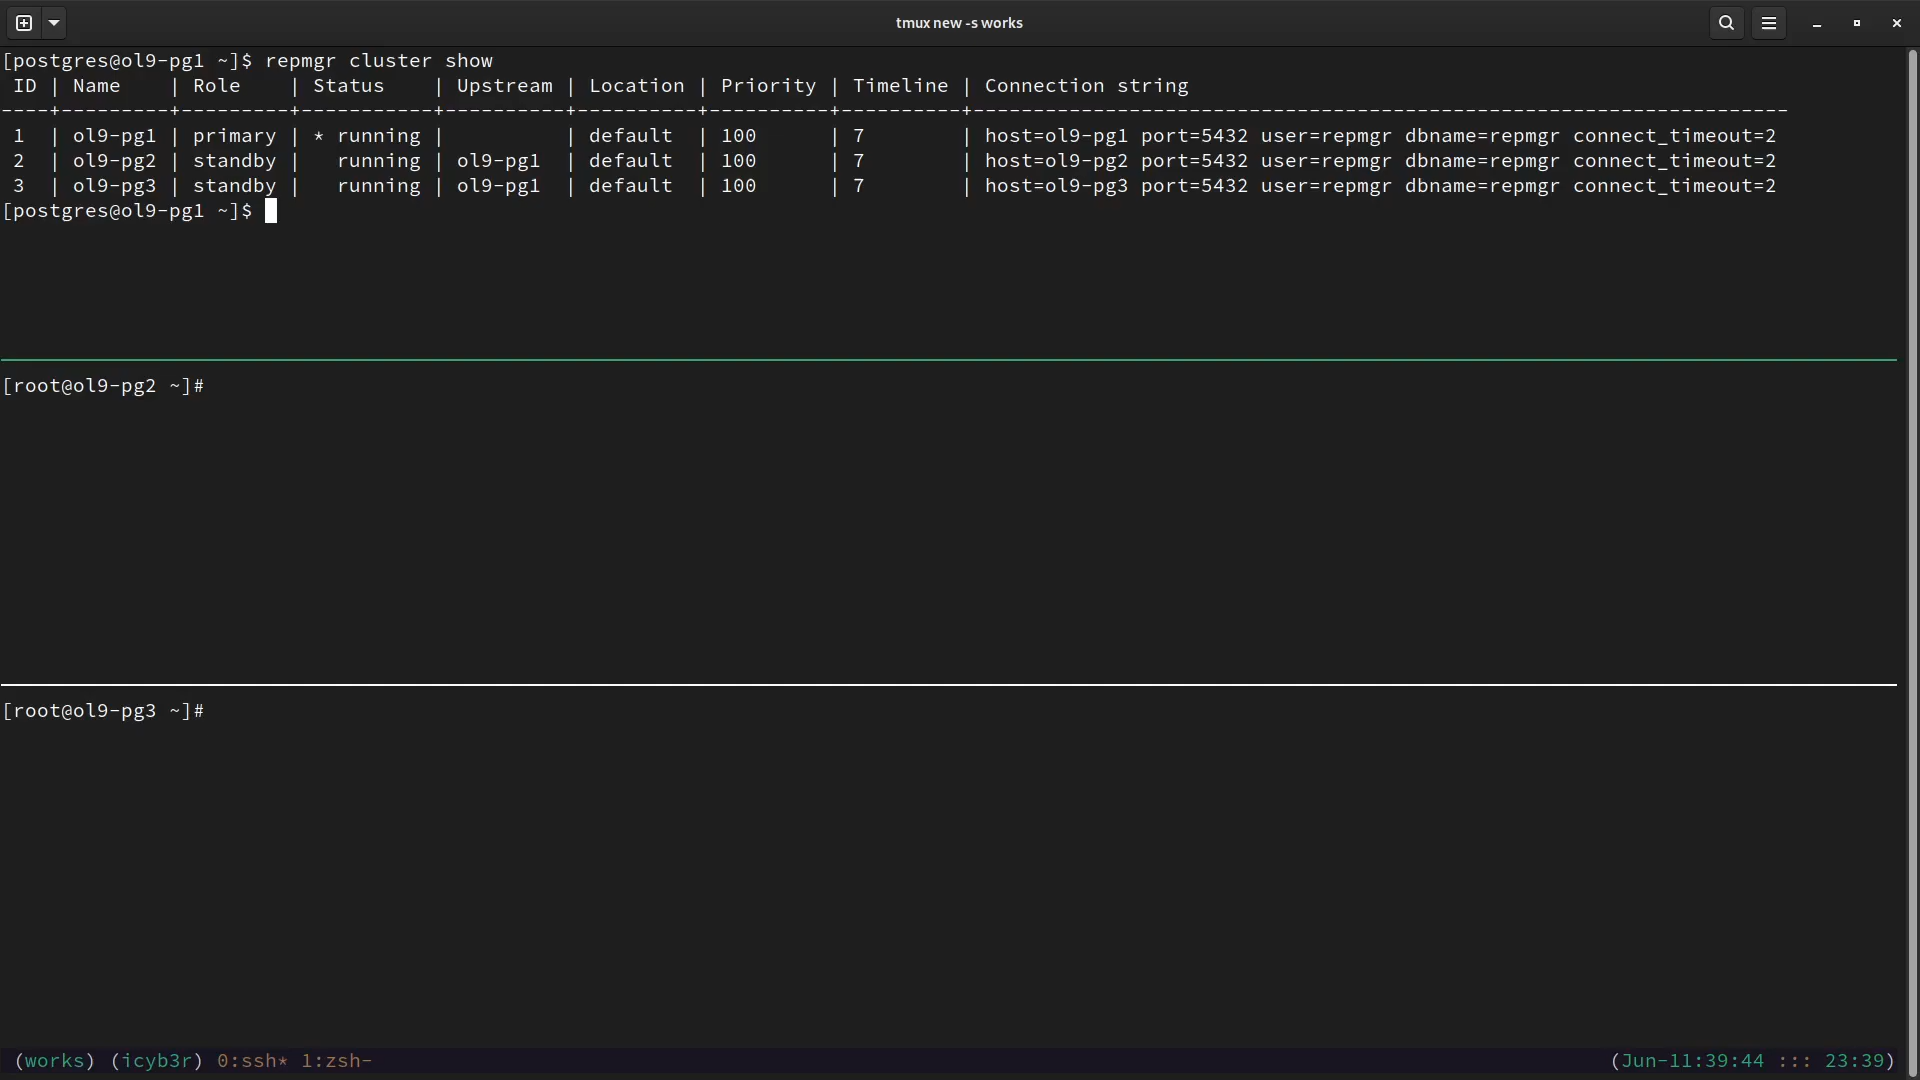 tmux new -s works
[postgres@ol9-pg1 ~]$ repmgr cluster show
 ID | Name    | Role    | Status    | Upstream | Location | Priority | Timeline | Connection string
----+---------+---------+-----------+----------+----------+----------+----------+--------------------------------------------------------------------
 1  | ol9-pg1 | primary | * running |          | default  | 100      | 7        | host=ol9-pg1 port=5432 user=repmgr dbname=repmgr connect_timeout=2
 2  | ol9-pg2 | standby |   running | ol9-pg1  | default  | 100      | 7        | host=ol9-pg2 port=5432 user=repmgr dbname=repmgr connect_timeout=2
 3  | ol9-pg3 | standby |   running | ol9-pg1  | default  | 100      | 7        | host=ol9-pg3 port=5432 user=repmgr dbname=repmgr connect_timeout=2
[postgres@ol9-pg1 ~]$
[root@ol9-pg2 ~]#
[root@ol9-pg3 ~]#
(works) (icyb3r) 0:ssh* 1:zsh- (Jun-11:39:44 ::: 23:39)